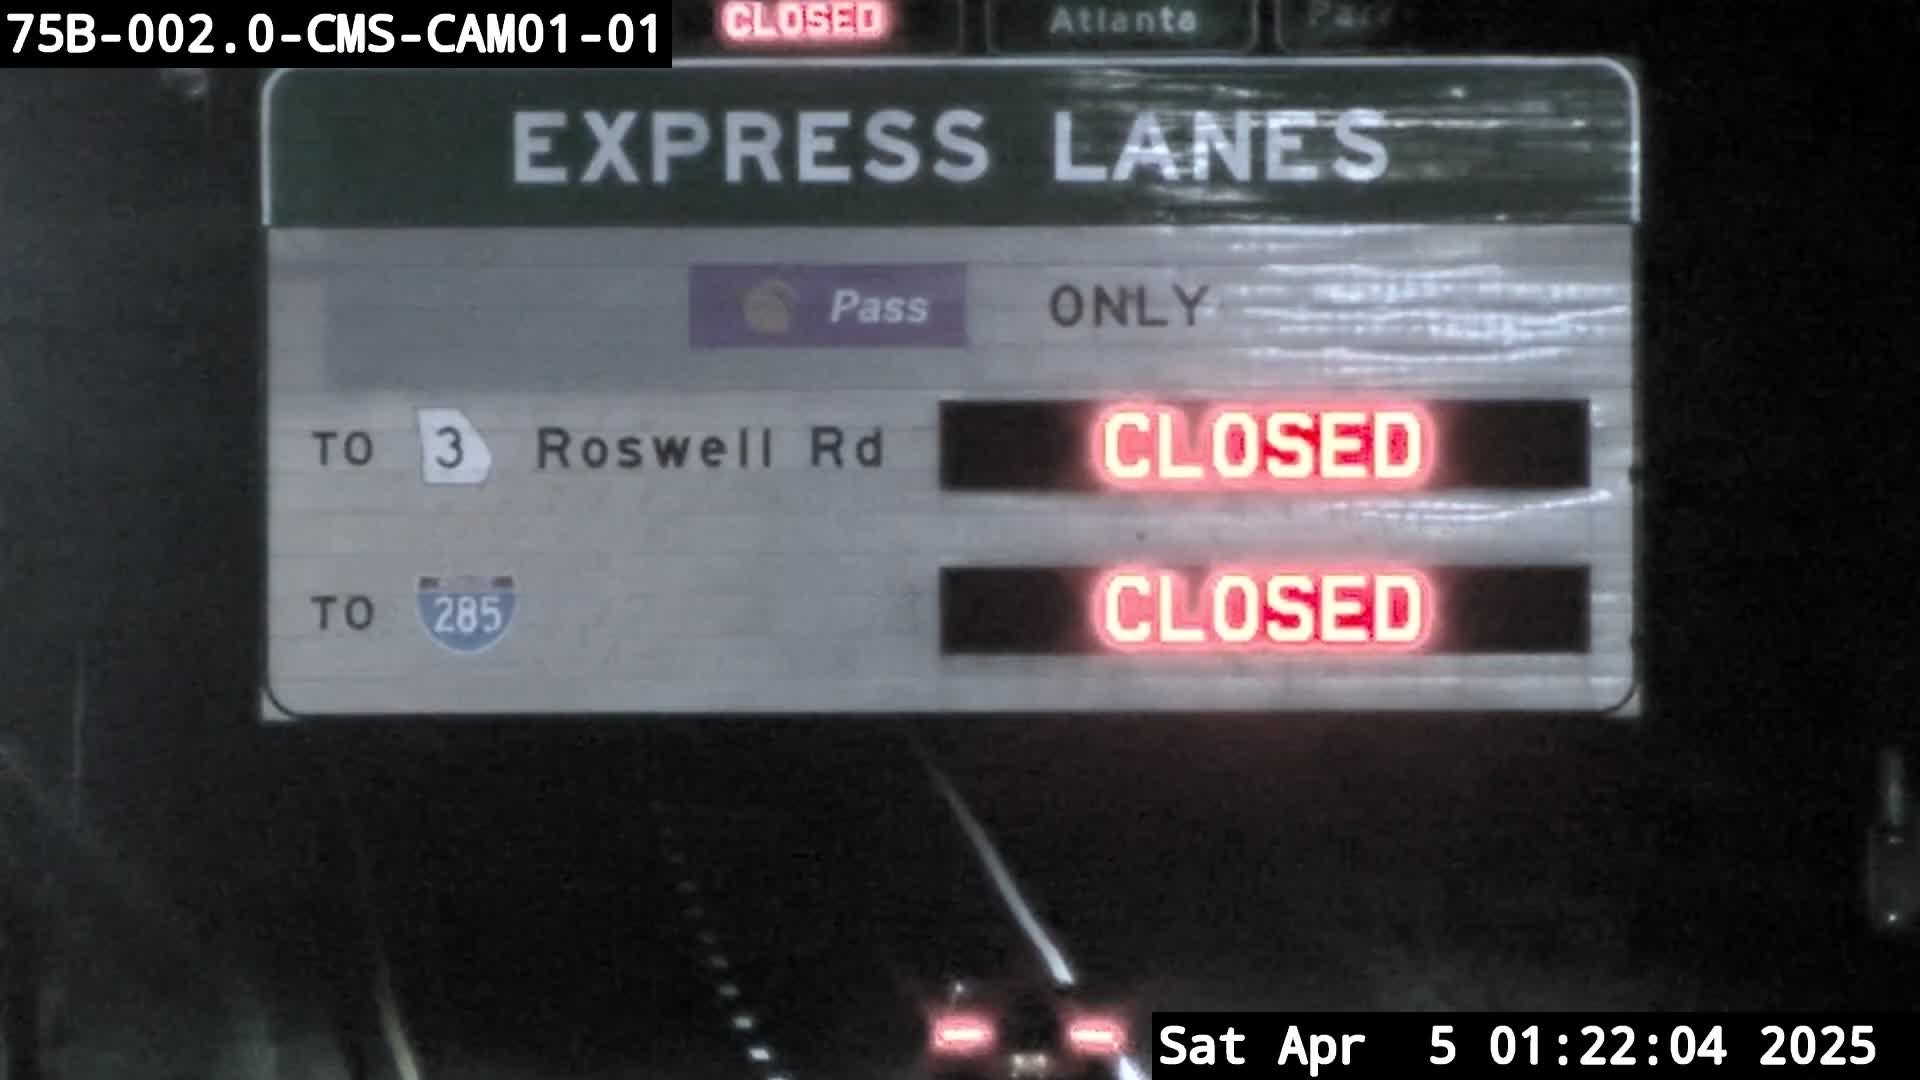 75B-002.0-CMS-CAM01-01
CLOSED
Atlanta
EXPRESS LANES
Pass ONLY
TO 3 Roswell Rd CLOSED
TO 285 CLOSED
Sat Apr 5 01:22:04 2025